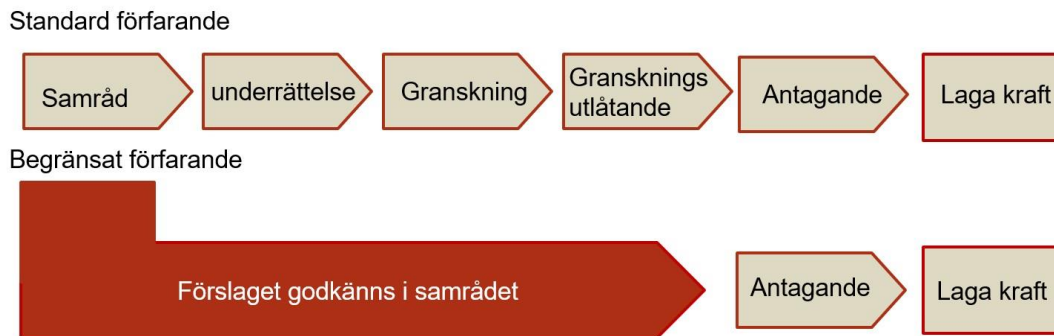 Standard förfarande
Samråd
underrättelse
Granskning
Gransknings
utlåtande
Antagande
Laga kraft
Begränsat förfarande
Förslaget godkänns i samrådet
Antagande
Laga kraft